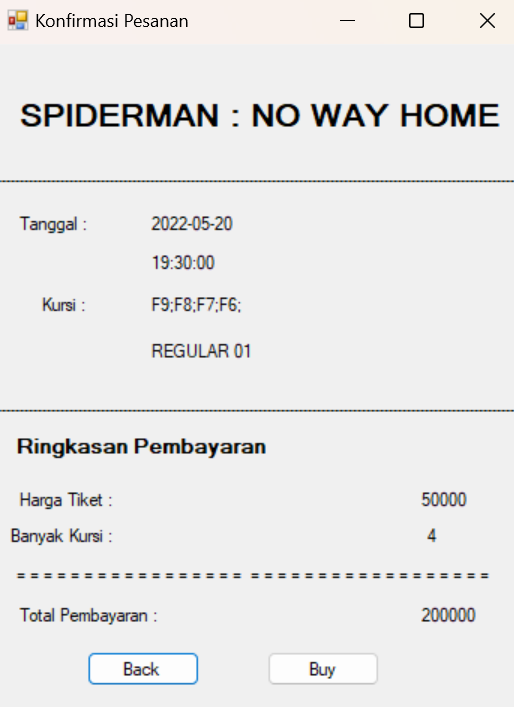 Konfirmasi Pesanan
SPIDERMAN : NO WAY HOME
Tanggal : 2022-05-20
19:30:00
Kursi : F9;F8;F7;F6;
REGULAR 01
Ringkasan Pembayaran
Harga Tiket : 50000
Banyak Kursi : 4
= = = = = = = = = = = = = = = = = = = = = = = = = = = = = = = = = = =
Total Pembayaran : 200000
Back Buy